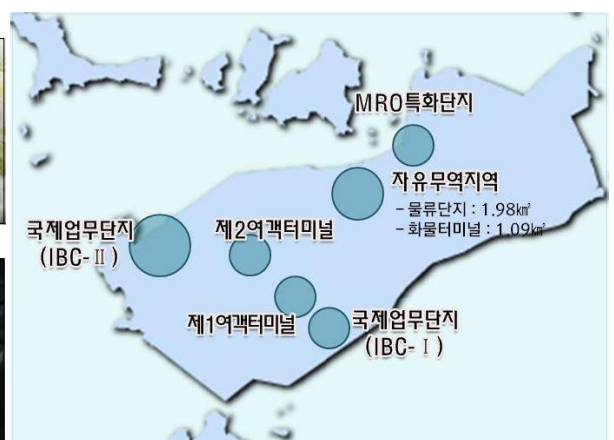 MRO특화단지
자유무역지역
- 물류단지 : 1.98㎢
- 화물터미널 : 1.09㎢
국제업무단지
(IBC-Ⅱ)
제2여객터미널
제1여객터미널
국제업무단지
(IBC-Ⅰ)